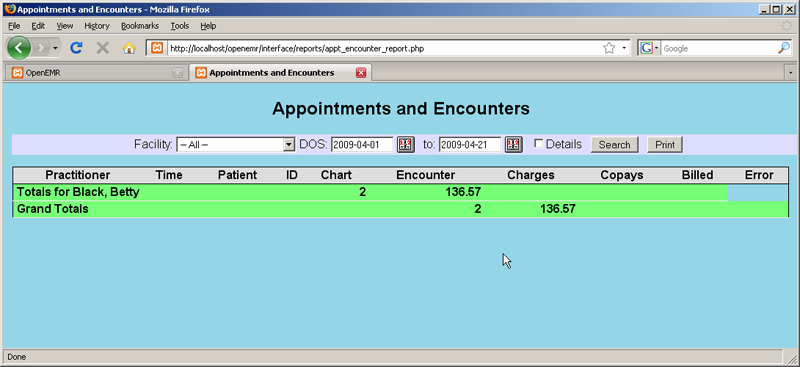 Appointments and Encounters - Mozilla Firefox
File Edit View History Bookmarks Tools Help
http://localhost/openemr/interface/reports/appt_encounter_report.php Google
OpenEMR Appointments and Encounters
Appointments and Encounters
Facility: -- All -- DOS: 2009-04-01 to: 2009-04-21 Details Search Print
Practitioner Time Patient ID Chart Encounter Charges Copays Billed Error
Totals for Black, Betty 2 136.57
Grand Totals 2 136.57
Done